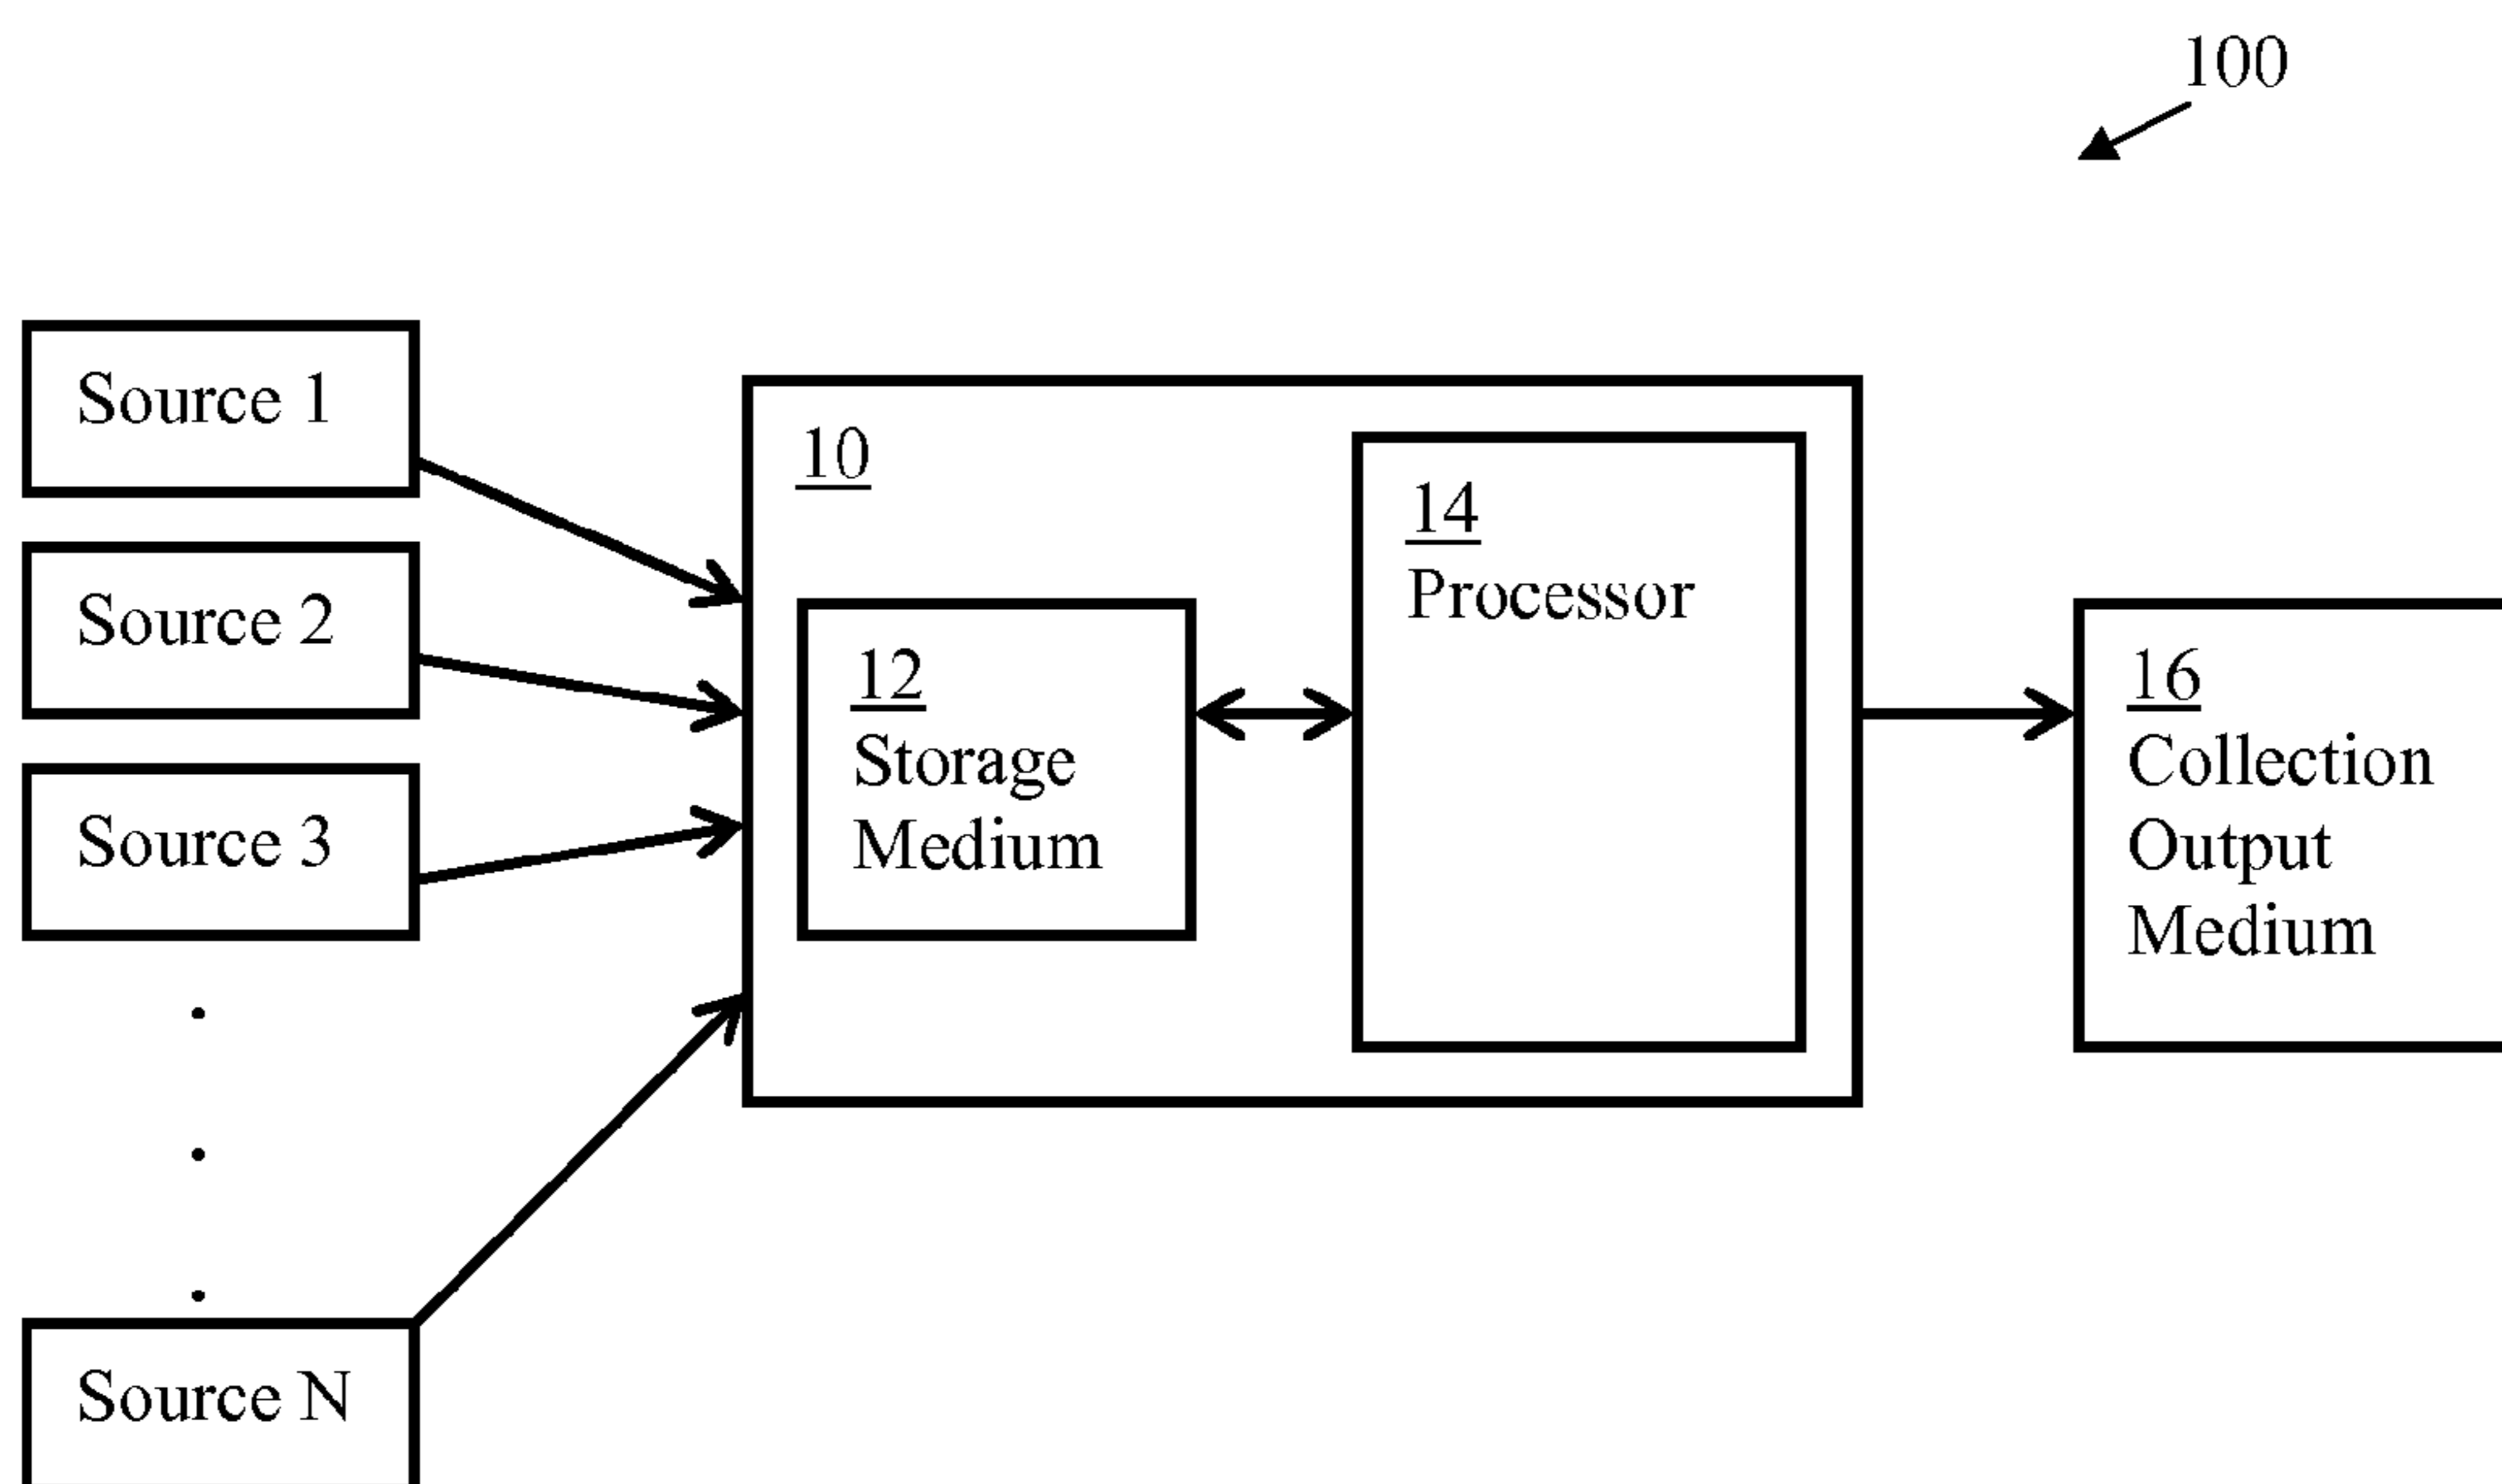 100
Source 1
Source 2
Source 3
.
.
.
Source N
10
12
Storage
Medium
14
Processor
16
Collection
Output
Medium